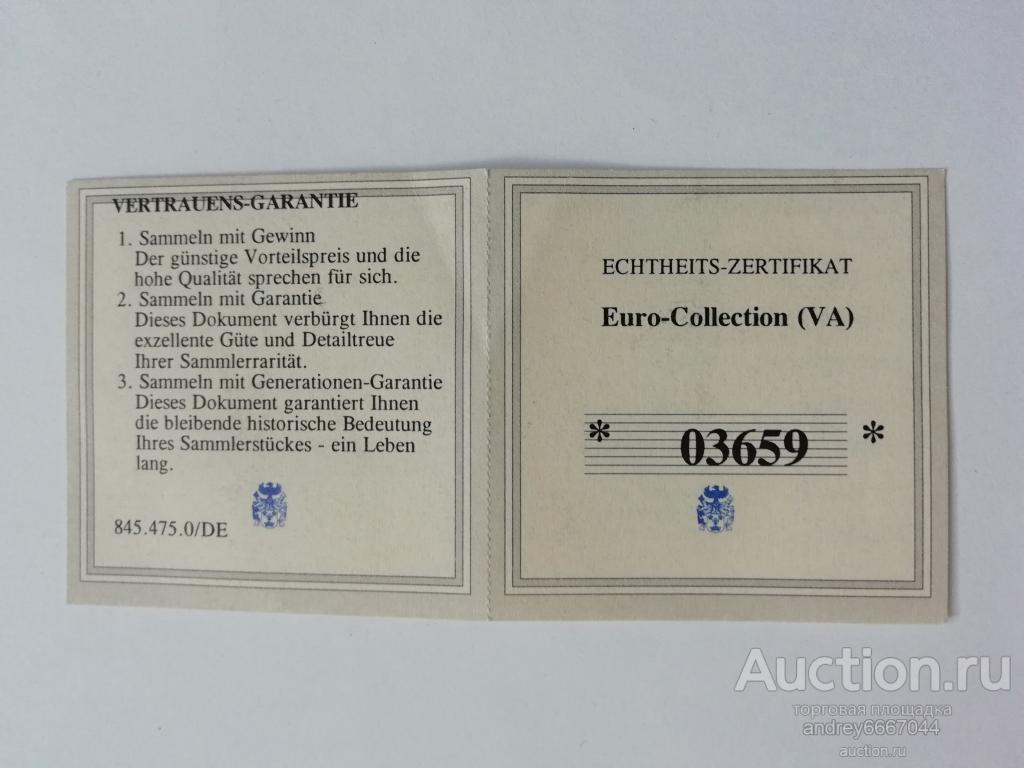 VERTRAUENS-GARANTIE
1. Sammeln mit Gewinn
Der günstige Vorteilspreis und die
hohe Qualität sprechen für sich.
2. Sammeln mit Garantie
Dieses Dokument verbürgt Ihnen die
exzellente Güte und Detailtreue
Ihrer Sammlerrarität.
3. Sammeln mit Generationen-Garantie
Dieses Dokument garantiert Ihnen
die bleibende historische Bedeutung
Ihres Sammlerstückes - ein Leben
lang.
845.475.0/DE
ECHTHEITS-ZERTIFIKAT
Euro-Collection (VA)
* 03659 *
Auction.ru
торговая площадка
andrey6667044
auction.ru